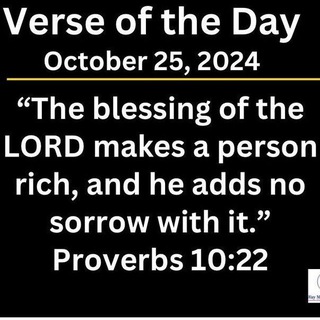 Verse of the Day
October 25, 2024
“The blessing of the
LORD makes a person
rich, and he adds no
sorrow with it.”
Proverbs 10:22